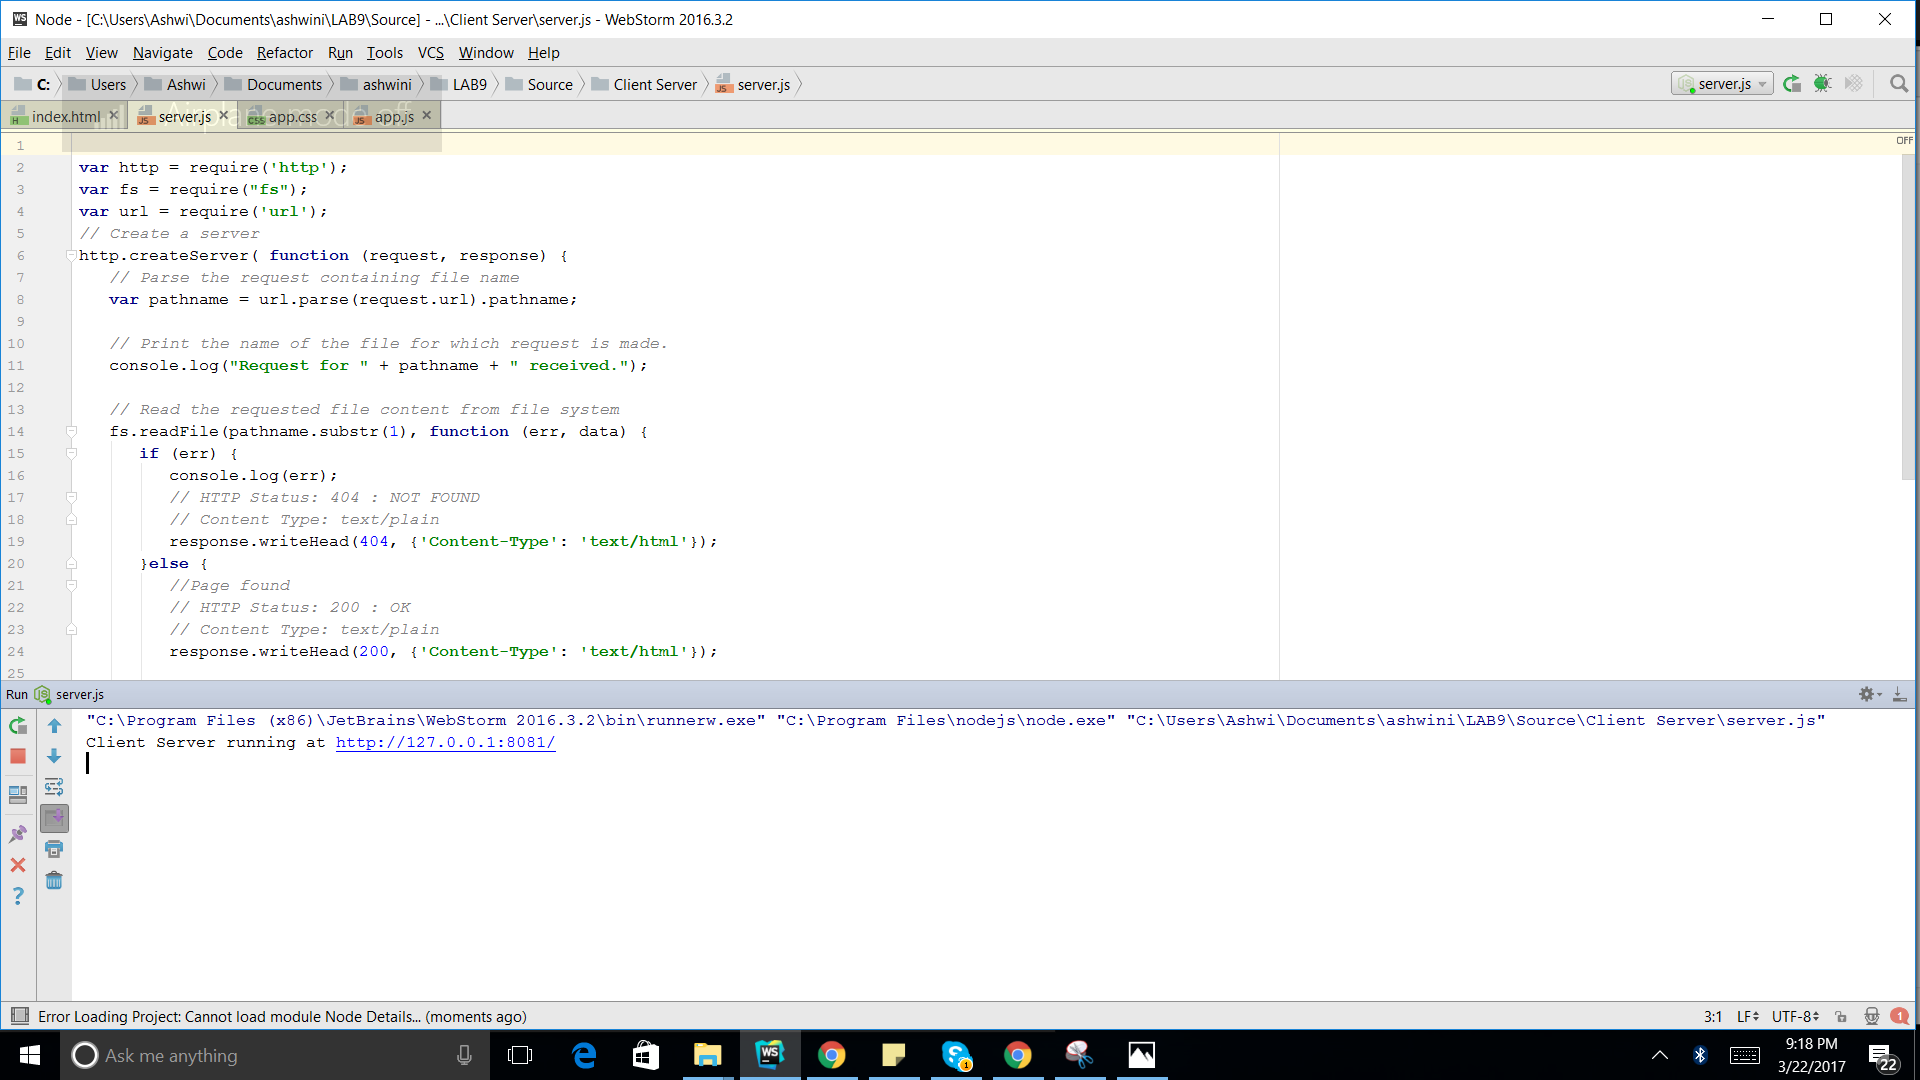 WS Node - [C:\Users\Ashwi\Documents\ashwini\LAB9\Source] - ...\Client Server\server.js - WebStorm 2016.3.2
File Edit View Navigate Code Refactor Run Tools VCS Window Help
C: Users Ashwi Documents ashwini LAB9 Source Client Server server.js server.js
Airplane mode off
index.html server.js app.css app.js
OFF
1
2 var http = require('http');
3 var fs = require("fs");
4 var url = require('url');
5 // Create a server
6 http.createServer( function (request, response) {
7 // Parse the request containing file name
8 var pathname = url.parse(request.url).pathname;
9
10 // Print the name of the file for which request is made.
11 console.log("Request for " + pathname + " received.");
12
13 // Read the requested file content from file system
14 fs.readFile(pathname.substr(1), function (err, data) {
15 if (err) {
16 console.log(err);
17 // HTTP Status: 404 : NOT FOUND
18 // Content Type: text/plain
19 response.writeHead(404, {'Content-Type': 'text/html'});
20 }else {
21 //Page found
22 // HTTP Status: 200 : OK
23 // Content Type: text/plain
24 response.writeHead(200, {'Content-Type': 'text/html'});
25
Run server.js
"C:\Program Files (x86)\JetBrains\WebStorm 2016.3.2\bin\runnerw.exe" "C:\Program Files\nodejs\node.exe" "C:\Users\Ashwi\Documents\ashwini\LAB9\Source\Client Server\server.js"
Client Server running at http://127.0.0.1:8081/
Error Loading Project: Cannot load module Node Details... (moments ago) 3:1 LF UTF-8 1
Ask me anything WS 1 9:18 PM
3/22/2017 22